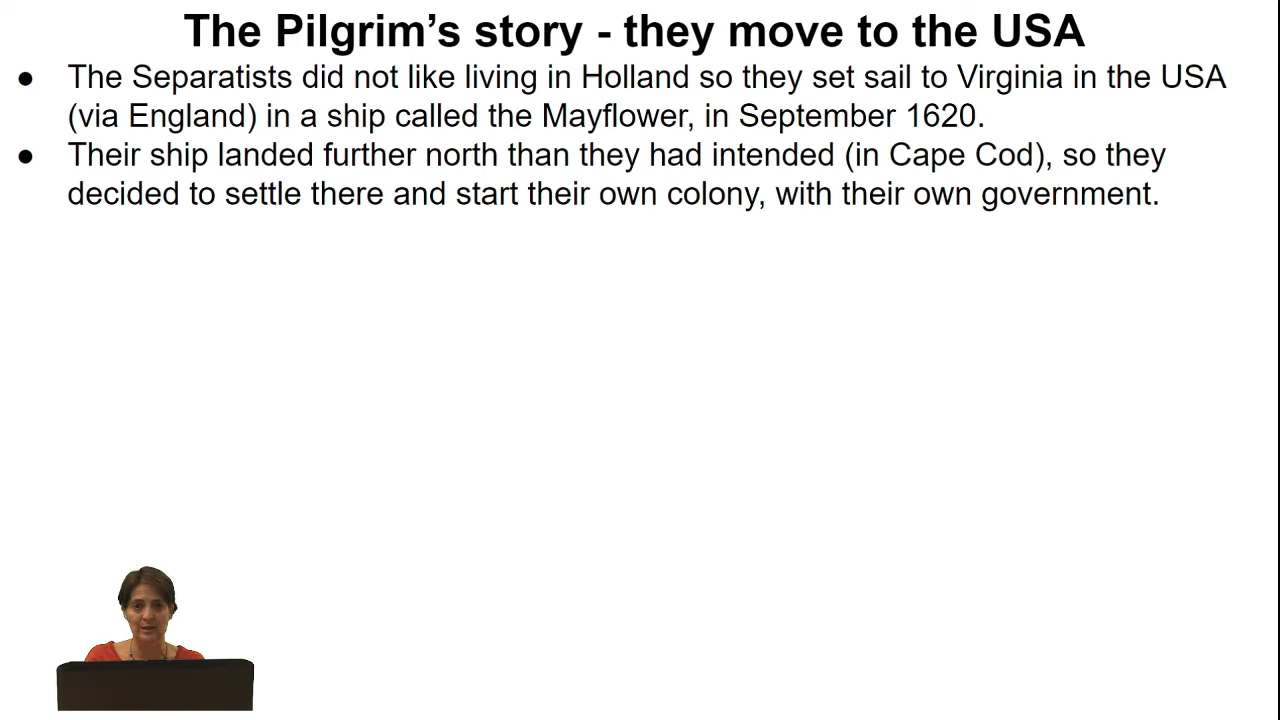 The Pilgrim’s story - they move to the USA
● The Separatists did not like living in Holland so they set sail to Virginia in the USA
(via England) in a ship called the Mayflower, in September 1620.
● Their ship landed further north than they had intended (in Cape Cod), so they
decided to settle there and start their own colony, with their own government.